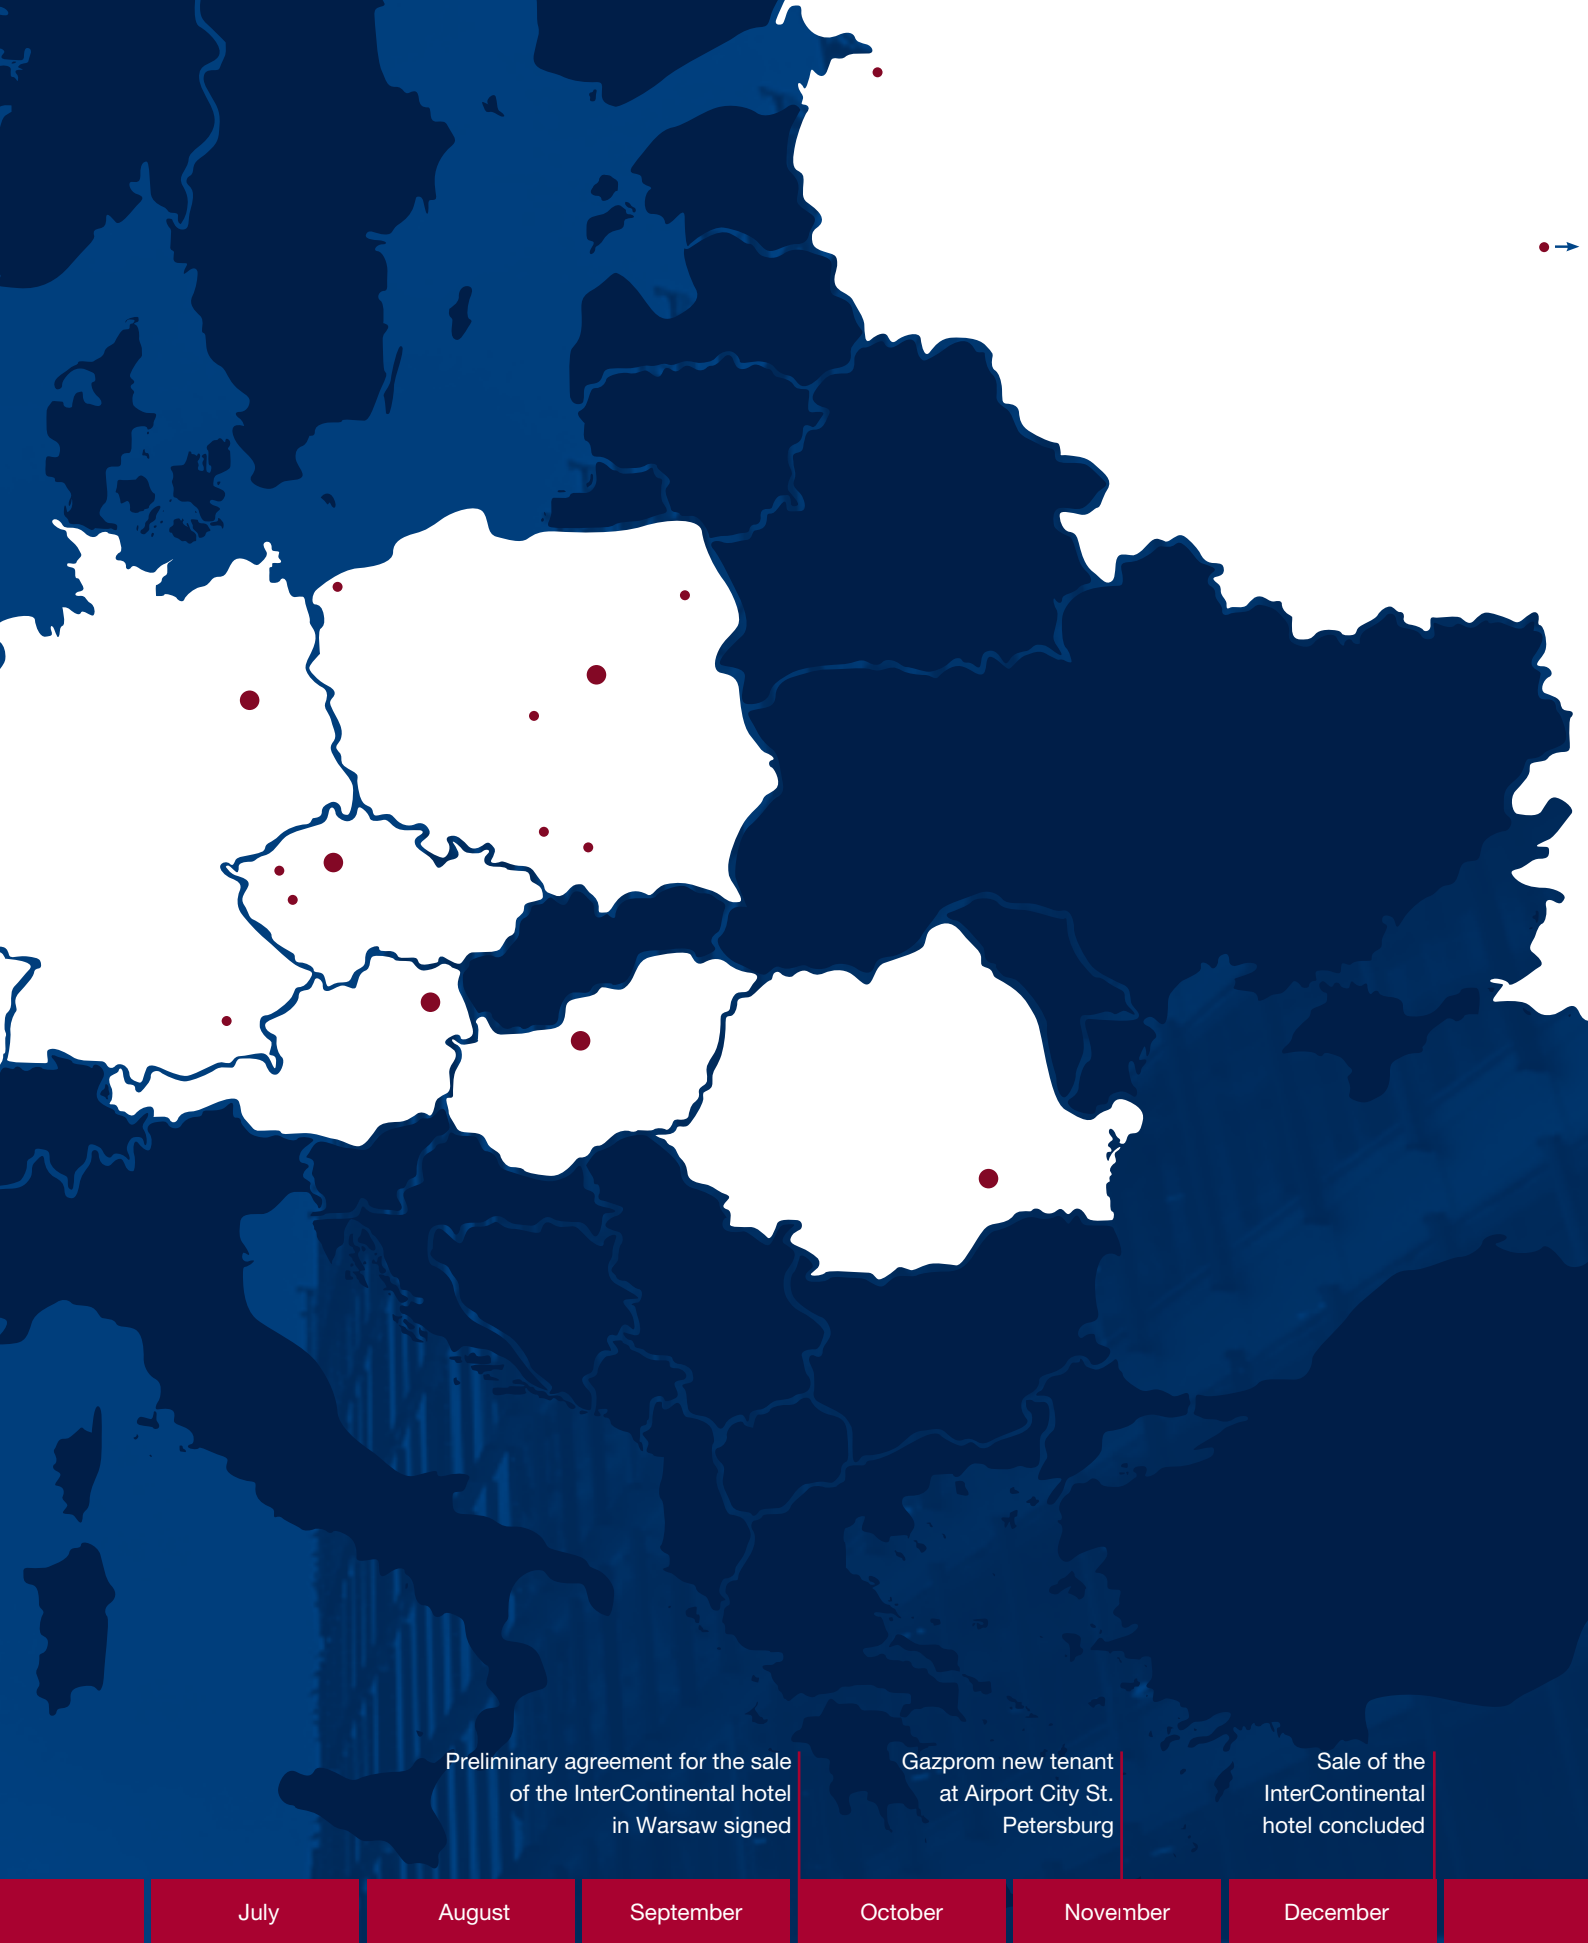 Preliminary agreement for the sale
of the InterContinental hotel
in Warsaw signed
Gazprom new tenant
at Airport City St.
Petersburg
Sale of the
InterContinental
hotel concluded
July
August
September
October
November
December